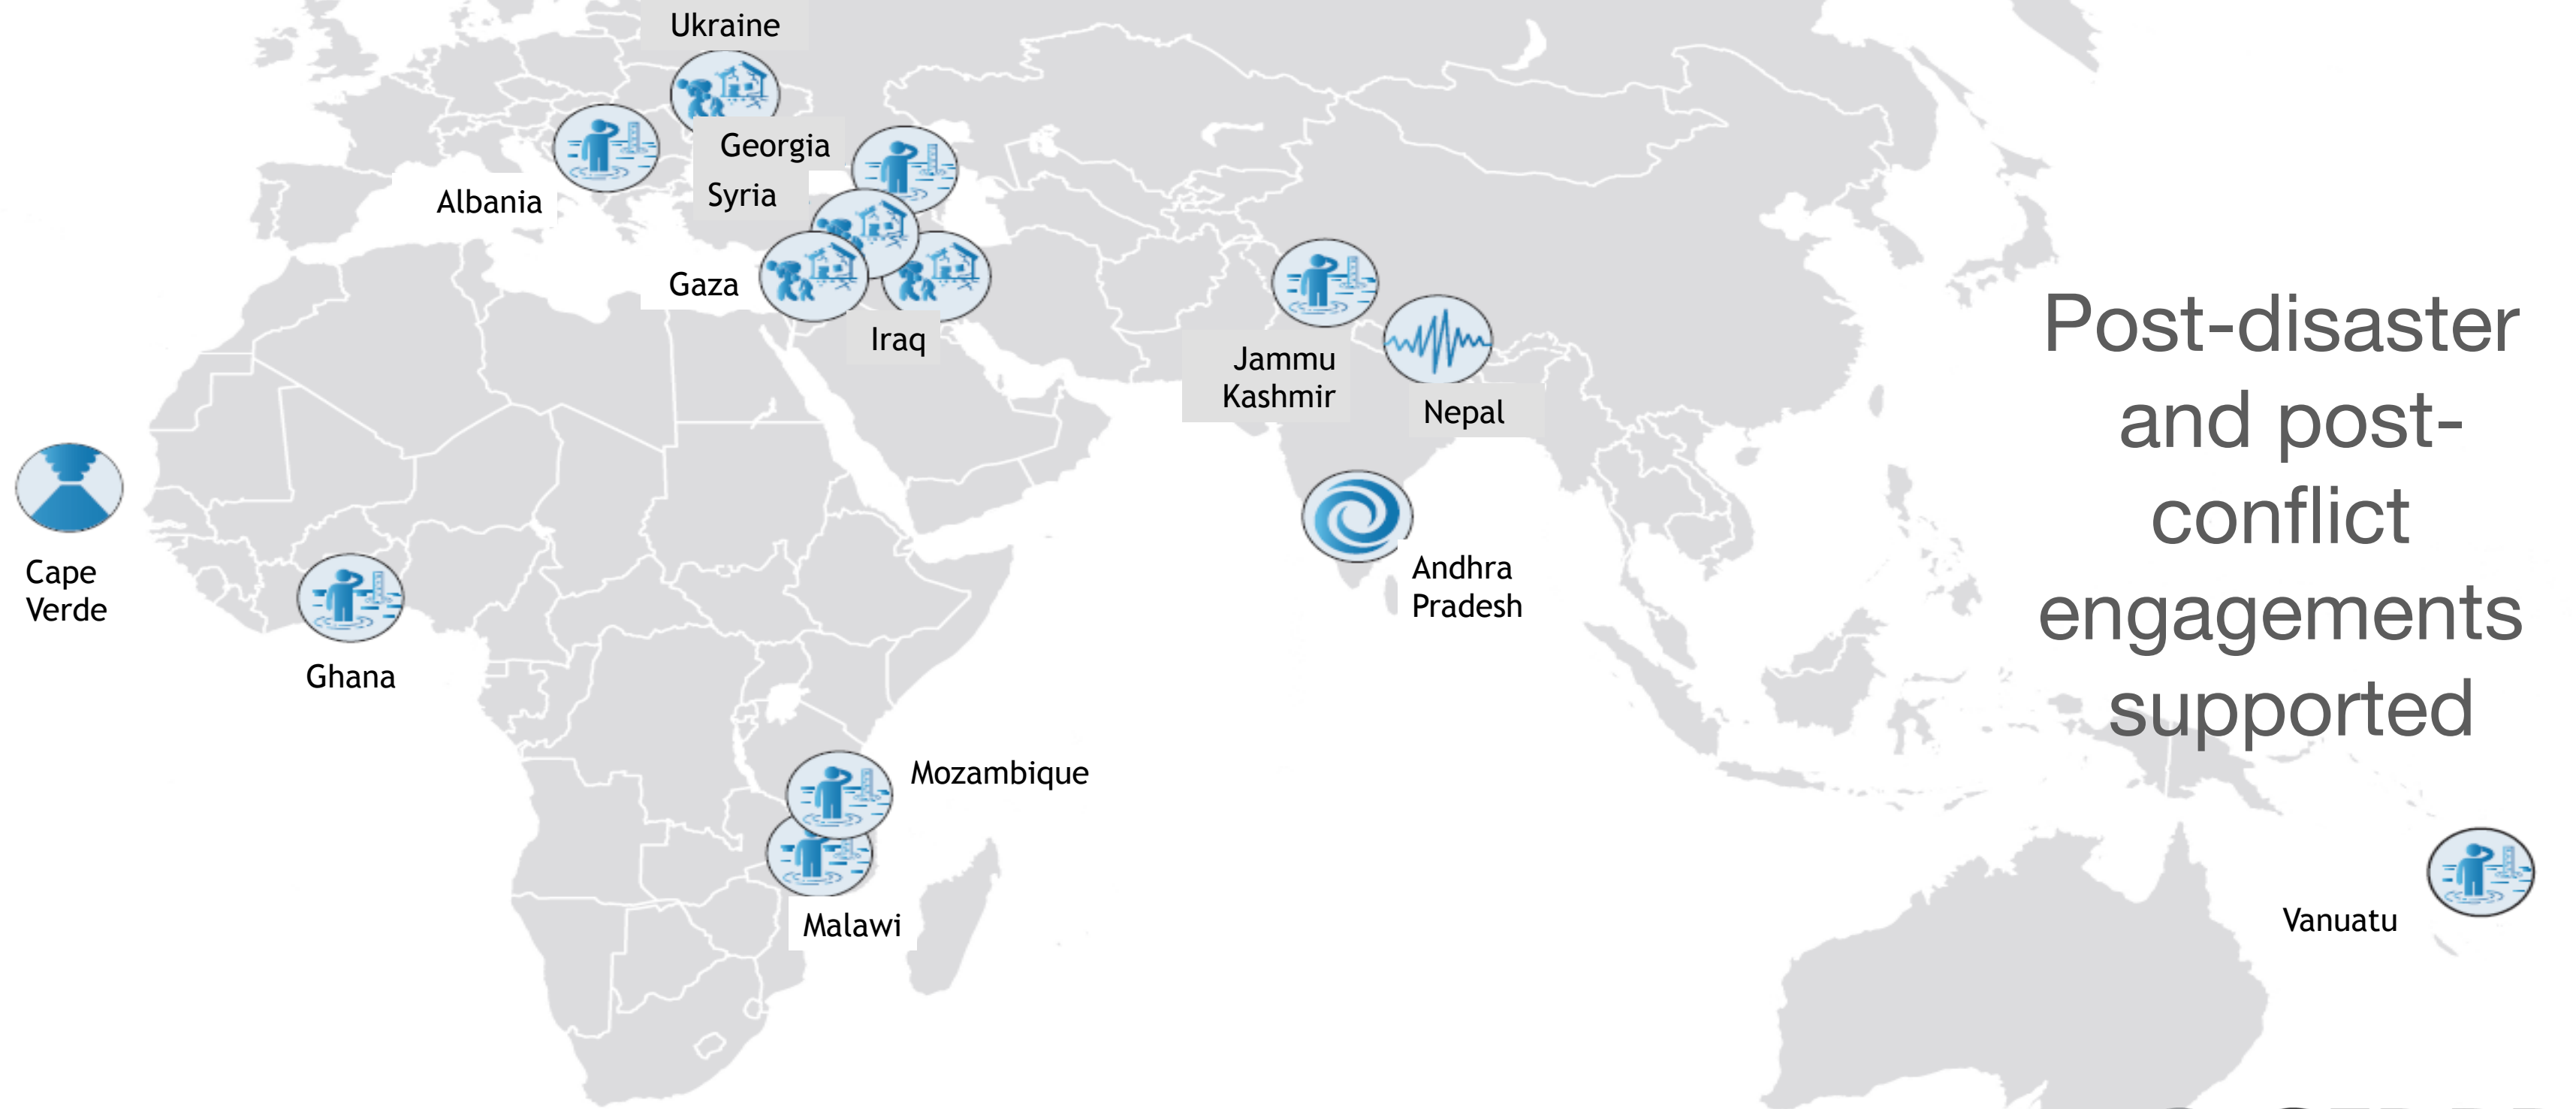 Ukraine
Georgia
Syria
Albania
Gaza
Iraq
Jammu
Kashmir
Nepal
Cape
Verde
Ghana
Andhra
Pradesh
Mozambique
Malawi
Vanuatu
Post-disaster
and post-
conflict
engagements
supported